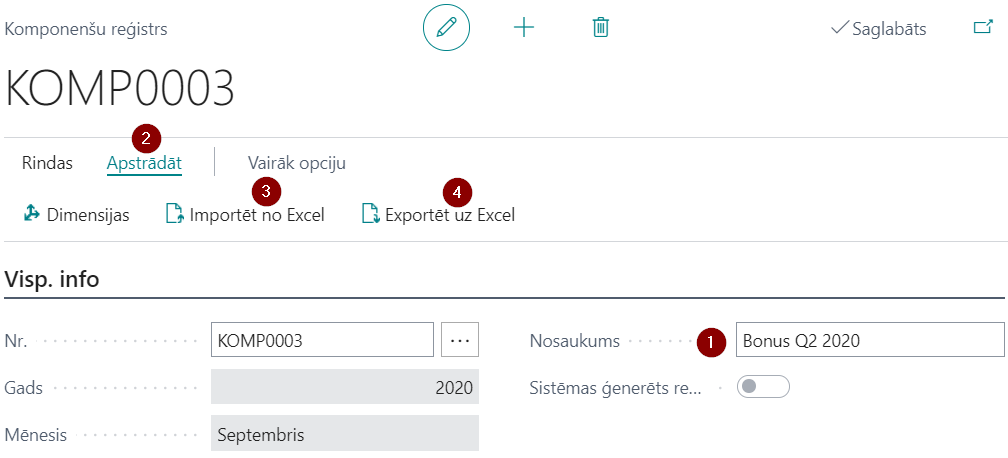 Komponenšu reģistrs Saglabāts
KOMP0003
2
Rindas Apstrādāt Vairāk opciju
3 4
Dimensijas Importēt no Excel Exportēt uz Excel
Visp. info
Nr. KOMP0003 ... Nosaukums 1 Bonus Q2 2020
Gads 2020 Sistēmas ģenerēts re...
Mēnesis Septembris